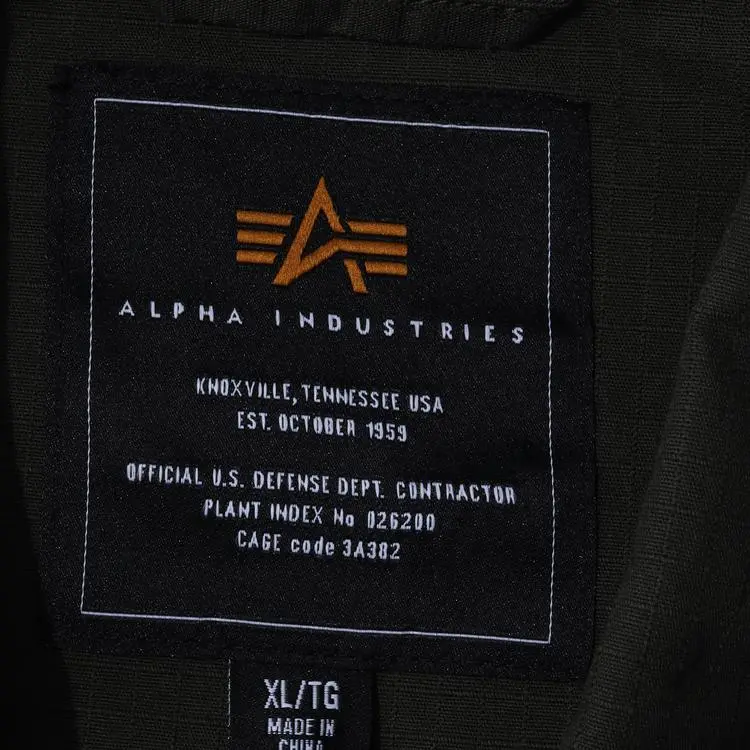 ALPHA INDUSTRIES
KNOXVILLE, TENNESSEE USA
EST. OCTOBER 1959
OFFICIAL U.S. DEFENSE DEPT. CONTRACTOR
PLANT INDEX No 026200
CAGE code 3A382
XL/TG
MADE IN
CHINA